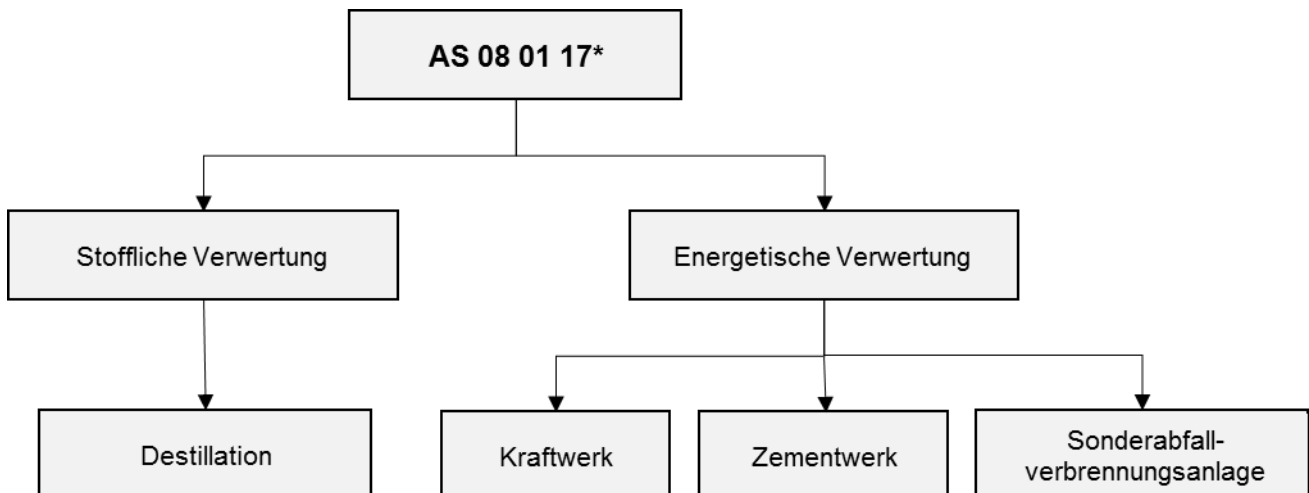 AS 08 01 17*
Stoffliche Verwertung
Energetische Verwertung
Destillation
Kraftwerk
Zementwerk
Sonderabfall-
verbrennungsanlage